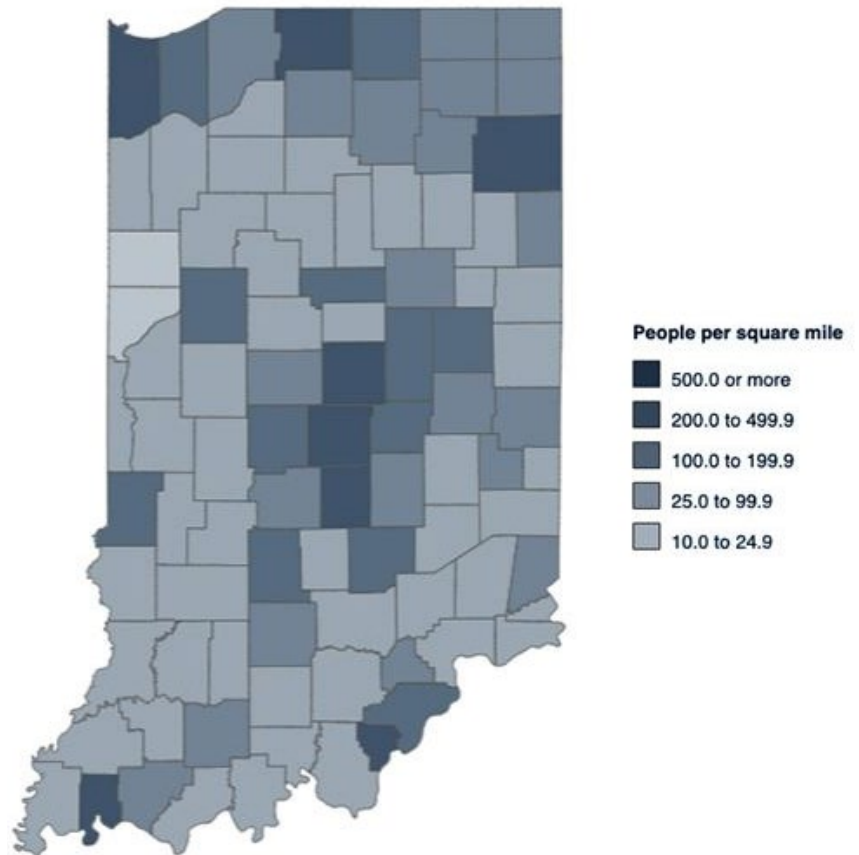 People per square mile
500.0 or more
200.0 to 499.9
100.0 to 199.9
25.0 to 99.9
10.0 to 24.9